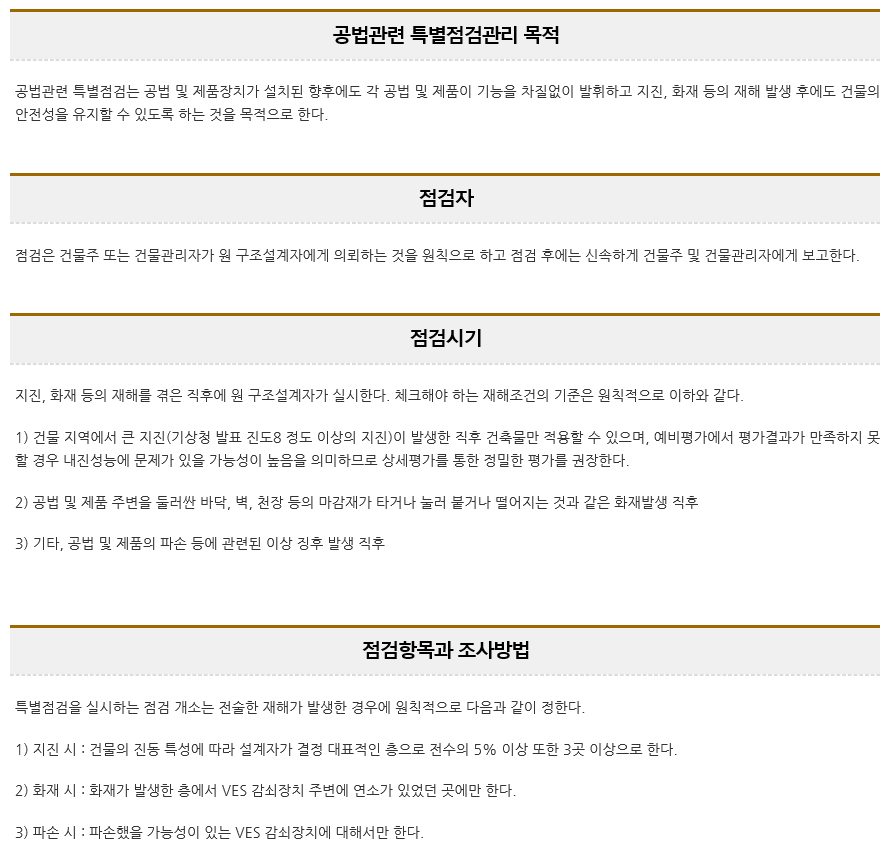 공법관련 특별점검관리 목적
공법관련 특별점검는 공법 및 제품장치가 설치된 향후에도 각 공법 및 제품이 기능을 차질없이 발휘하고 지진, 화재 등의 재해 발생 후에도 건물의
안전성을 유지할 수 있도록 하는 것을 목적으로 한다.
점검자
점검은 건물주 또는 건물관리자가 원 구조설계자에게 의뢰하는 것을 원칙으로 하고 점검 후에는 신속하게 건물주 및 건물관리자에게 보고한다.
점검시기
지진, 화재 등의 재해를 겪은 직후에 원 구조설계자가 실시한다. 체크해야 하는 재해조건의 기준은 원칙적으로 이하와 같다.
1) 건물 지역에서 큰 지진(기상청 발표 진도8 정도 이상의 지진)이 발생한 직후 건축물만 적용할 수 있으며, 예비평가에서 평가결과가 만족하지 못
할 경우 내진성능에 문제가 있을 가능성이 높음을 의미하므로 상세평가를 통한 정밀한 평가를 권장한다.
2) 공법 및 제품 주변을 둘러싼 바닥, 벽, 천장 등의 마감재가 타거나 눌러 붙거나 떨어지는 것과 같은 화재발생 직후
3) 기타, 공법 및 제품의 파손 등에 관련된 이상 징후 발생 직후
점검항목과 조사방법
특별점검을 실시하는 점검 개소는 전술한 재해가 발생한 경우에 원칙적으로 다음과 같이 정한다.
1) 지진 시 : 건물의 진동 특성에 따라 설계자가 결정 대표적인 층으로 전수의 5% 이상 또한 3곳 이상으로 한다.
2) 화재 시 : 화재가 발생한 층에서 VES 감쇠장치 주변에 연소가 있었던 곳에만 한다.
3) 파손 시 : 파손했을 가능성이 있는 VES 감쇠장치에 대해서만 한다.